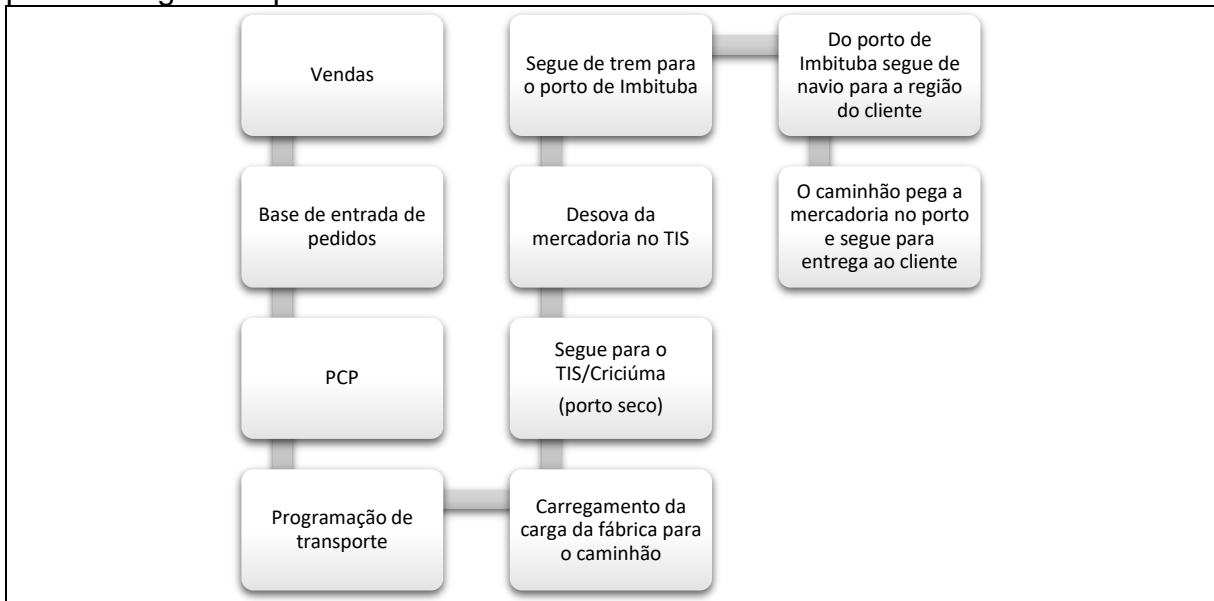 Vendas
Base de entrada de
pedidos
PCP
Programação de
transporte
Carregamento da
carga da fábrica para
o caminhão
Segue para o
TIS/Criciúma
(porto seco)
Desova da
mercadoria no TIS
Segue de trem para
o porto de Imbituba
Do porto de
Imbituba segue de
navio para a região
do cliente
O caminhão pega a
mercadoria no porto
e segue para
entrega ao cliente